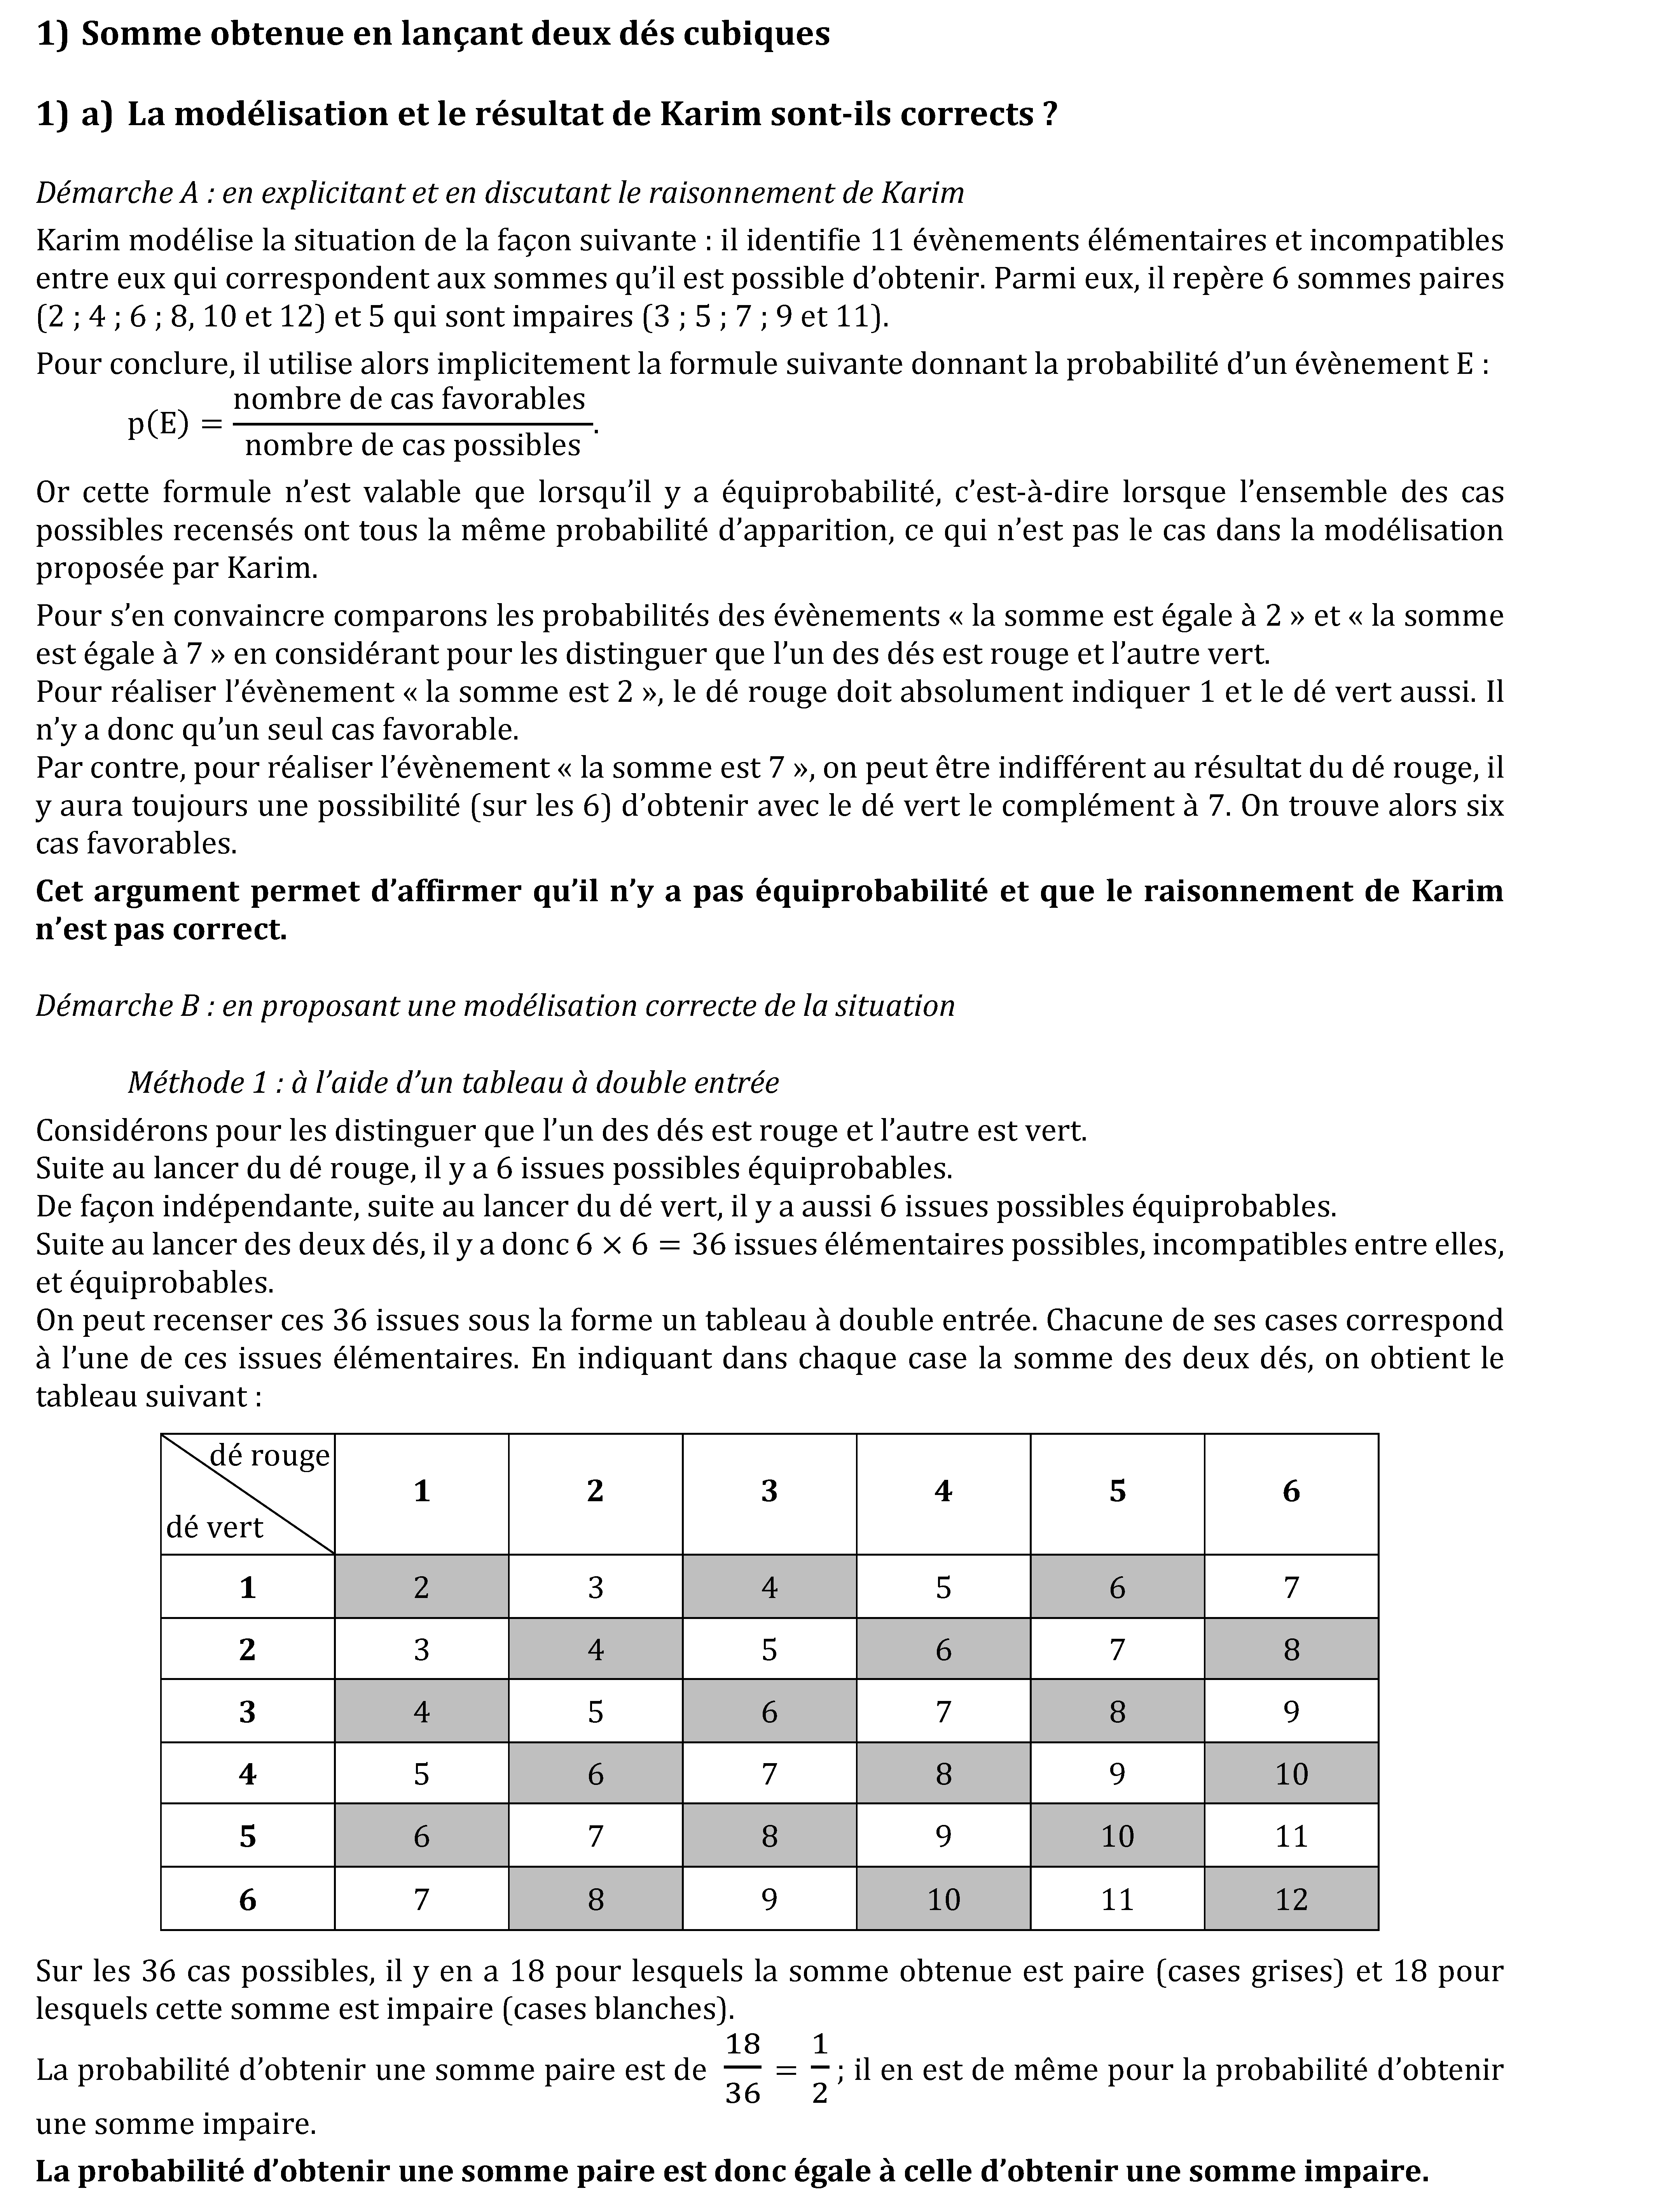 1) Somme obtenue en lançant deux dés cubiques
1) a) La modélisation et le résultat de Karim sont-ils corrects ?
Démarche A : en explicitant et en discutant le raisonnement de Karim
Karim modélise la situation de la façon suivante : il identifie 11 évènements élémentaires et incompatibles
entre eux qui correspondent aux sommes qu’il est possible d’obtenir. Parmi eux, il repère 6 sommes paires
(2 ; 4 ; 6 ; 8, 10 et 12) et 5 qui sont impaires (3 ; 5 ; 7 ; 9 et 11).
Pour conclure, il utilise alors implicitement la formule suivante donnant la probabilité d’un évènement E :
nombre de cas favorables
p(E) = ⎯⎯⎯⎯⎯⎯.
nombre de cas possibles
Or cette formule n’est valable que lorsqu’il y a équiprobabilité, c’est-à-dire lorsque l’ensemble des cas
possibles recensés ont tous la même probabilité d’apparition, ce qui n’est pas le cas dans la modélisation
proposée par Karim.
Pour s’en convaincre comparons les probabilités des évènements « la somme est égale à 2 » et « la somme
est égale à 7 » en considérant pour les distinguer que l’un des dés est rouge et l’autre vert.
Pour réaliser l’évènement « la somme est 2 », le dé rouge doit absolument indiquer 1 et le dé vert aussi. Il
n’y a donc qu’un seul cas favorable.
Par contre, pour réaliser l’évènement « la somme est 7 », on peut être indifférent au résultat du dé rouge, il
y aura toujours une possibilité (sur les 6) d’obtenir avec le dé vert le complément à 7. On trouve alors six
cas favorables.
Cet argument permet d’affirmer qu’il n’y a pas équiprobabilité et que le raisonnement de Karim
n’est pas correct.
Démarche B : en proposant une modélisation correcte de la situation
Méthode 1 : à l’aide d’un tableau à double entrée
Considérons pour les distinguer que l’un des dés est rouge et l’autre est vert.
Suite au lancer du dé rouge, il y a 6 issues possibles équiprobables.
De façon indépendante, suite au lancer du dé vert, il y a aussi 6 issues possibles équiprobables.
Suite au lancer des deux dés, il y a donc 6 × 6 = 36 issues élémentaires possibles, incompatibles entre elles,
et équiprobables.
On peut recenser ces 36 issues sous la forme un tableau à double entrée. Chacune de ses cases correspond
à l’une de ces issues élémentaires. En indiquant dans chaque case la somme des deux dés, on obtient le
tableau suivant :
dé rouge
1 2 3 4 5 6
dé vert
1 2 3 4 5 6 7
2 3 4 5 6 7 8
3 4 5 6 7 8 9
4 5 6 7 8 9 10
5 6 7 8 9 10 11
6 7 8 9 10 11 12
Sur les 36 cas possibles, il y en a 18 pour lesquels la somme obtenue est paire (cases grises) et 18 pour
lesquels cette somme est impaire (cases blanches).
La probabilité d’obtenir une somme paire est de 18/36 = 1/2 ; il en est de même pour la probabilité d’obtenir
une somme impaire.
La probabilité d’obtenir une somme paire est donc égale à celle d’obtenir une somme impaire.